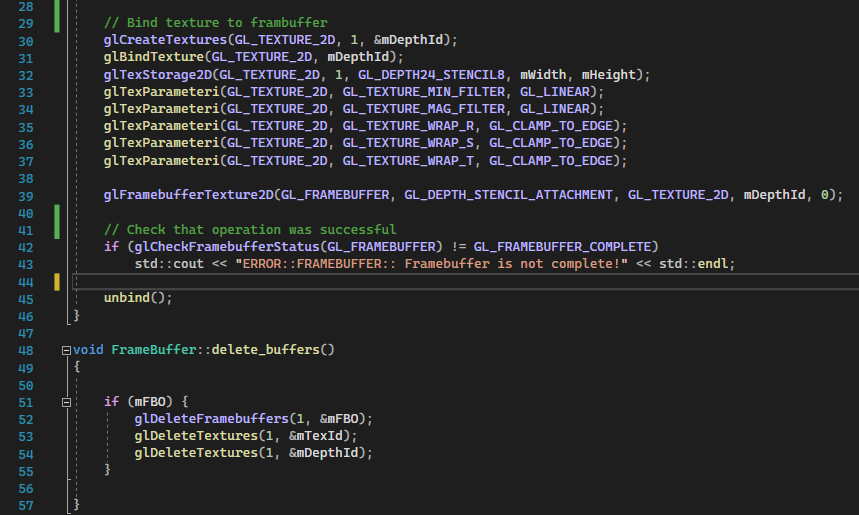 28
29 // Bind texture to frambuffer
30 glCreateTextures(GL_TEXTURE_2D, 1, &mDepthId);
31 glBindTexture(GL_TEXTURE_2D, mDepthId);
32 glTexStorage2D(GL_TEXTURE_2D, 1, GL_DEPTH24_STENCIL8, mWidth, mHeight);
33 glTexParameteri(GL_TEXTURE_2D, GL_TEXTURE_MIN_FILTER, GL_LINEAR);
34 glTexParameteri(GL_TEXTURE_2D, GL_TEXTURE_MAG_FILTER, GL_LINEAR);
35 glTexParameteri(GL_TEXTURE_2D, GL_TEXTURE_WRAP_R, GL_CLAMP_TO_EDGE);
36 glTexParameteri(GL_TEXTURE_2D, GL_TEXTURE_WRAP_S, GL_CLAMP_TO_EDGE);
37 glTexParameteri(GL_TEXTURE_2D, GL_TEXTURE_WRAP_T, GL_CLAMP_TO_EDGE);
38
39 glFramebufferTexture2D(GL_FRAMEBUFFER, GL_DEPTH_STENCIL_ATTACHMENT, GL_TEXTURE_2D, mDepthId, 0);
40
41 // Check that operation was successful
42 if (glCheckFramebufferStatus(GL_FRAMEBUFFER) != GL_FRAMEBUFFER_COMPLETE)
43 std::cout << "ERROR::FRAMEBUFFER:: Framebuffer is not complete!" << std::endl;
44
45 unbind();
46 }
47
48 void FrameBuffer::delete_buffers()
49 {
50
51 if (mFBO) {
52 glDeleteFramebuffers(1, &mFBO);
53 glDeleteTextures(1, &mTexId);
54 glDeleteTextures(1, &mDepthId);
55 }
56
57 }